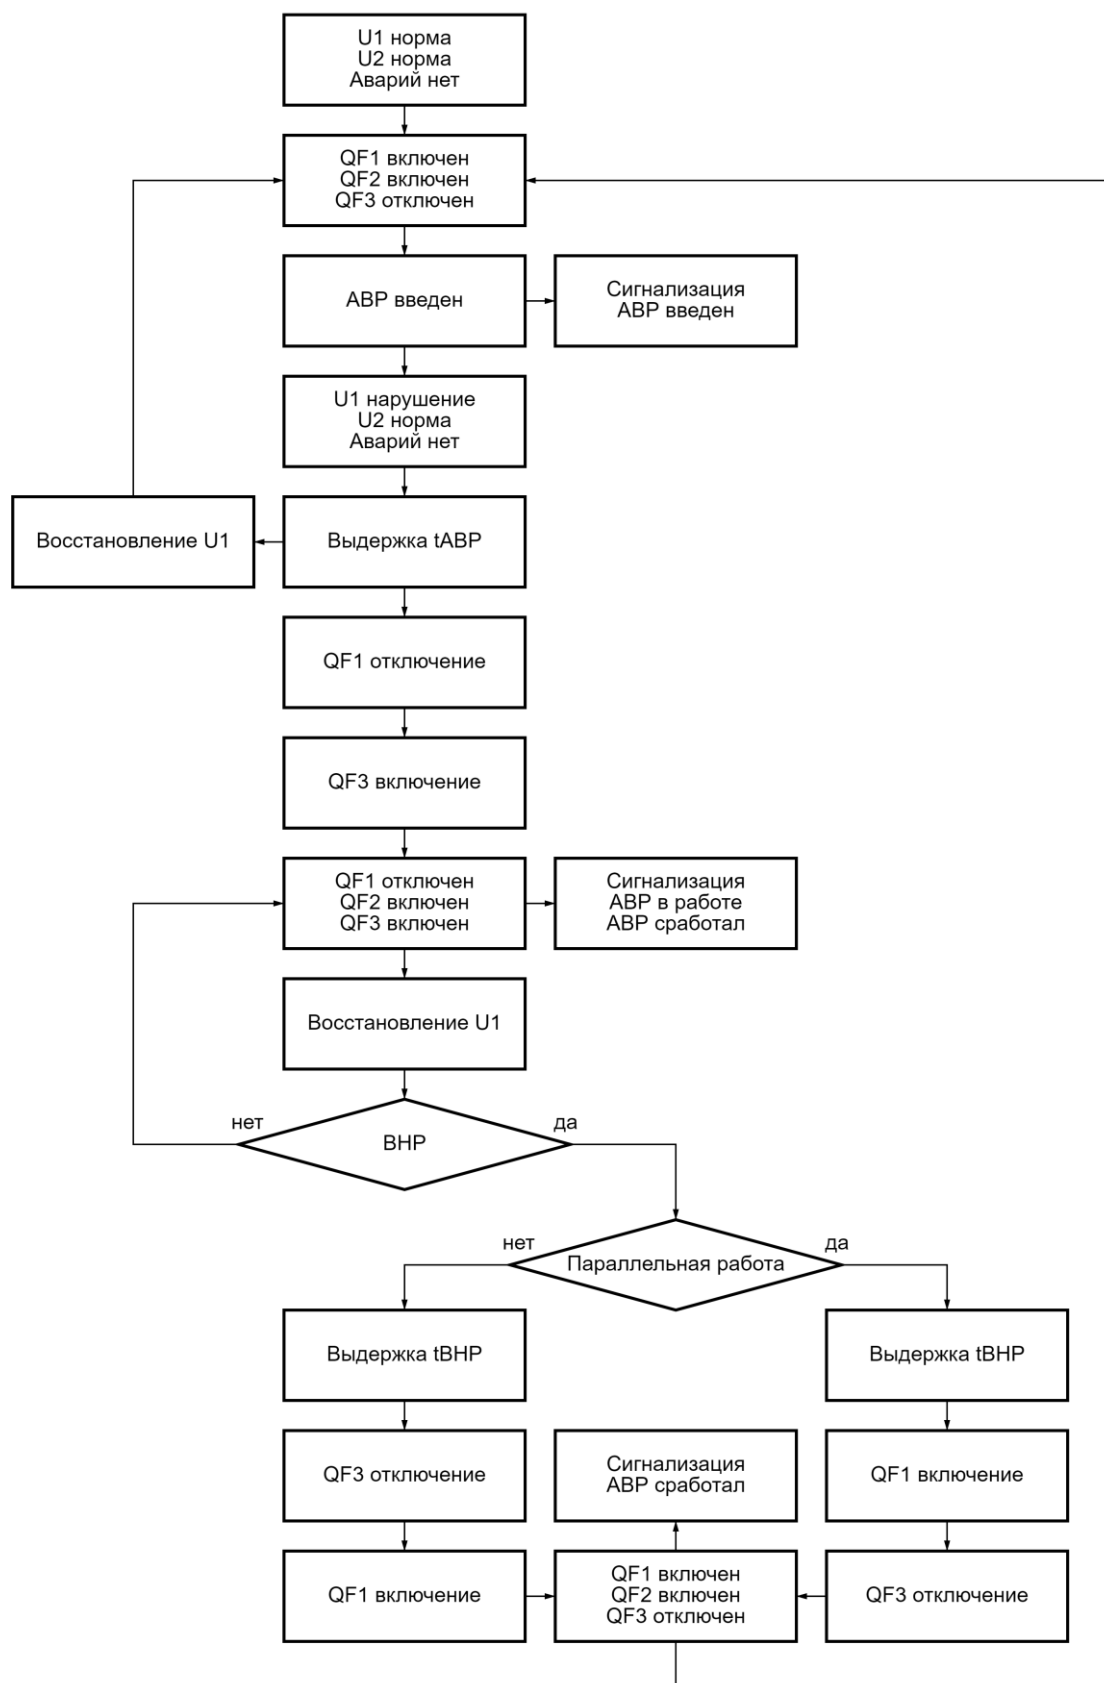 U1 норма
U2 норма
Аварий нет
QF1 включен
QF2 включен
QF3 отключен
АВР введен
Сигнализация
АВР введен
U1 нарушение
U2 норма
Аварий нет
Восстановление U1
Выдержка tАВР
QF1 отключение
QF3 включение
QF1 отключен
QF2 включен
QF3 включен
Сигнализация
АВР в работе
АВР сработал
Восстановление U1
нет
ВНР
да
нет
Параллельная работа
да
Выдержка tВНР
Выдержка tВНР
QF3 отключение
Сигнализация
АВР сработал
QF1 включение
QF1 включение
QF1 включен
QF2 включен
QF3 отключен
QF3 отключение